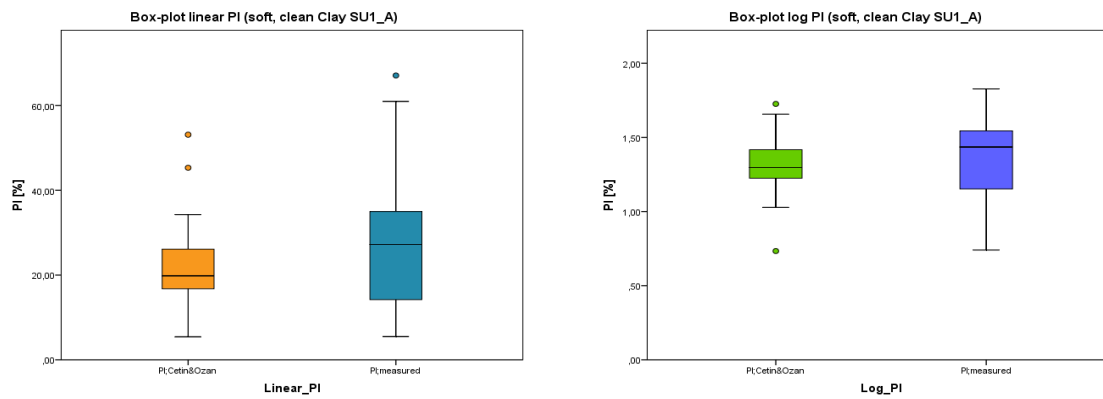 Box-plot linear PI (soft, clean Clay SU1_A)
PI [%]
60,00
40,00
20,00
,00
PI;Cetin&Ozan
PI;measured
Linear_PI
Box-plot log PI (soft, clean Clay SU1_A)
PI [%]
2,00
1,50
1,00
,50
,00
PI;Cetin&Ozan
PI;measured
Log_PI